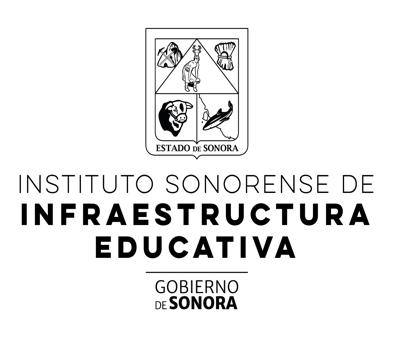 ESTADO DE SONORA
INSTITUTO SONORENSE DE
INFRAESTRUCTURA
EDUCATIVA
GOBIERNO
DE SONORA